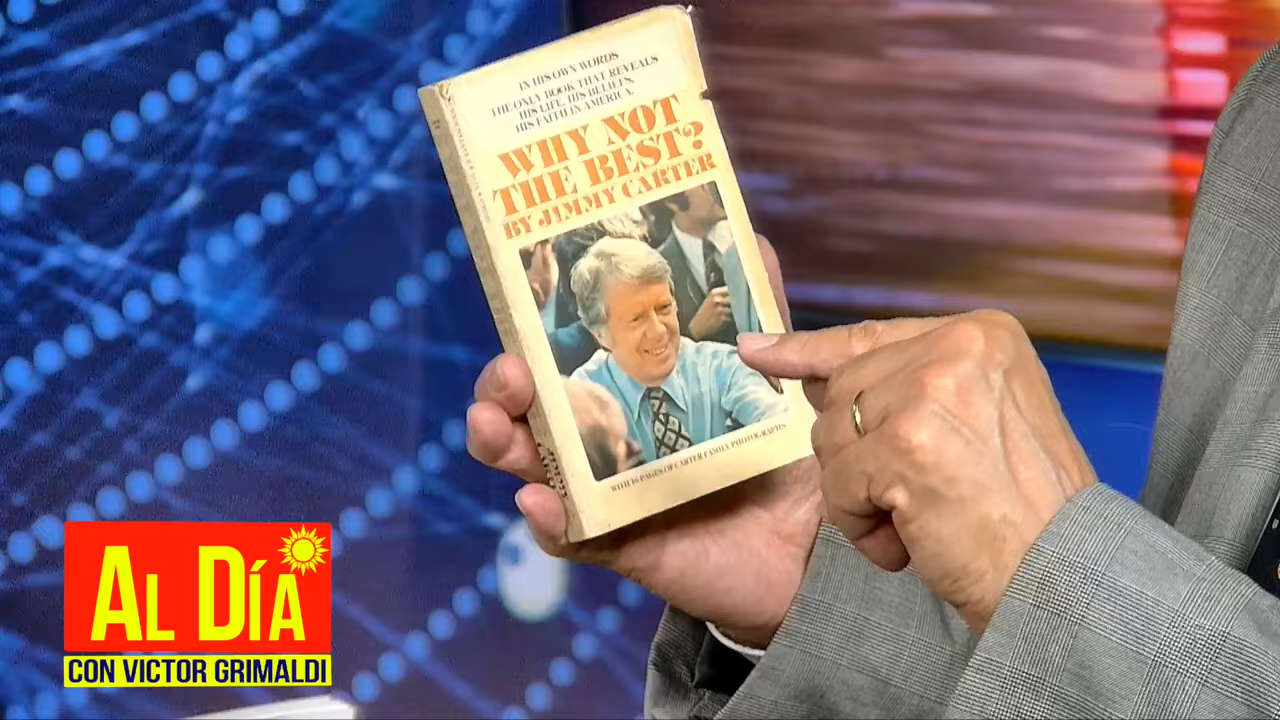 IN HIS OWN WORDS
THE ONLY BOOK THAT REVEALS
HIS LIFE, HIS BELIEFS,
HIS FAITH IN AMERICA.
WHY NOT
THE BEST?
BY JIMMY CARTER
WITH 16 PAGES OF CARTER FAMILY PHOTOGRAPHS
AL DÍA
CON VICTOR GRIMALDI